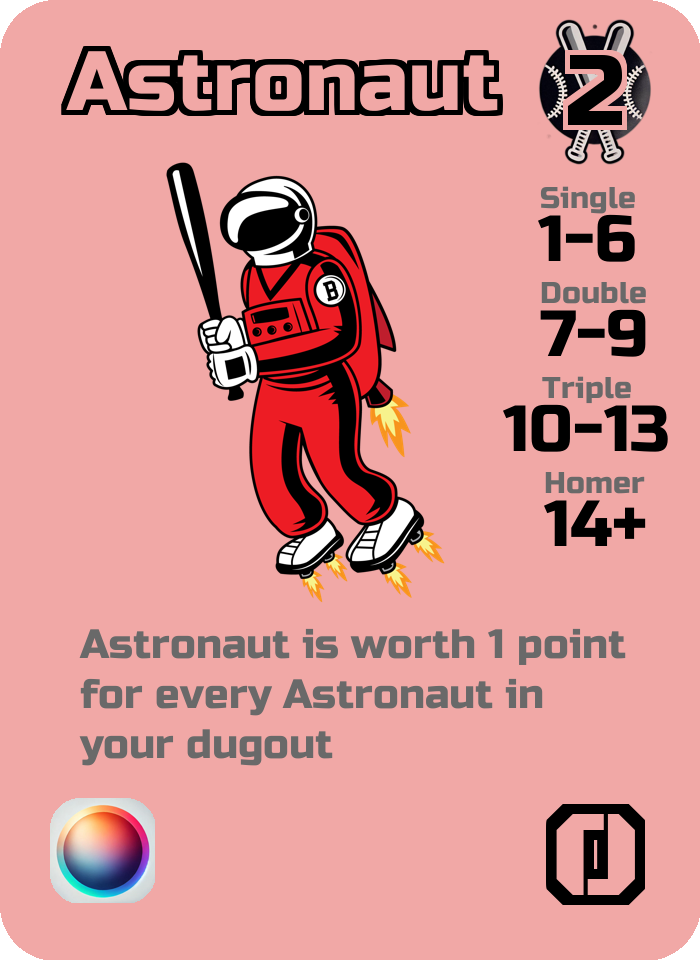 Astronaut
2
Single
1-6
Double
7-9
Triple
10-13
Homer
14+
B
Astronaut is worth 1 point
for every Astronaut in
your dugout